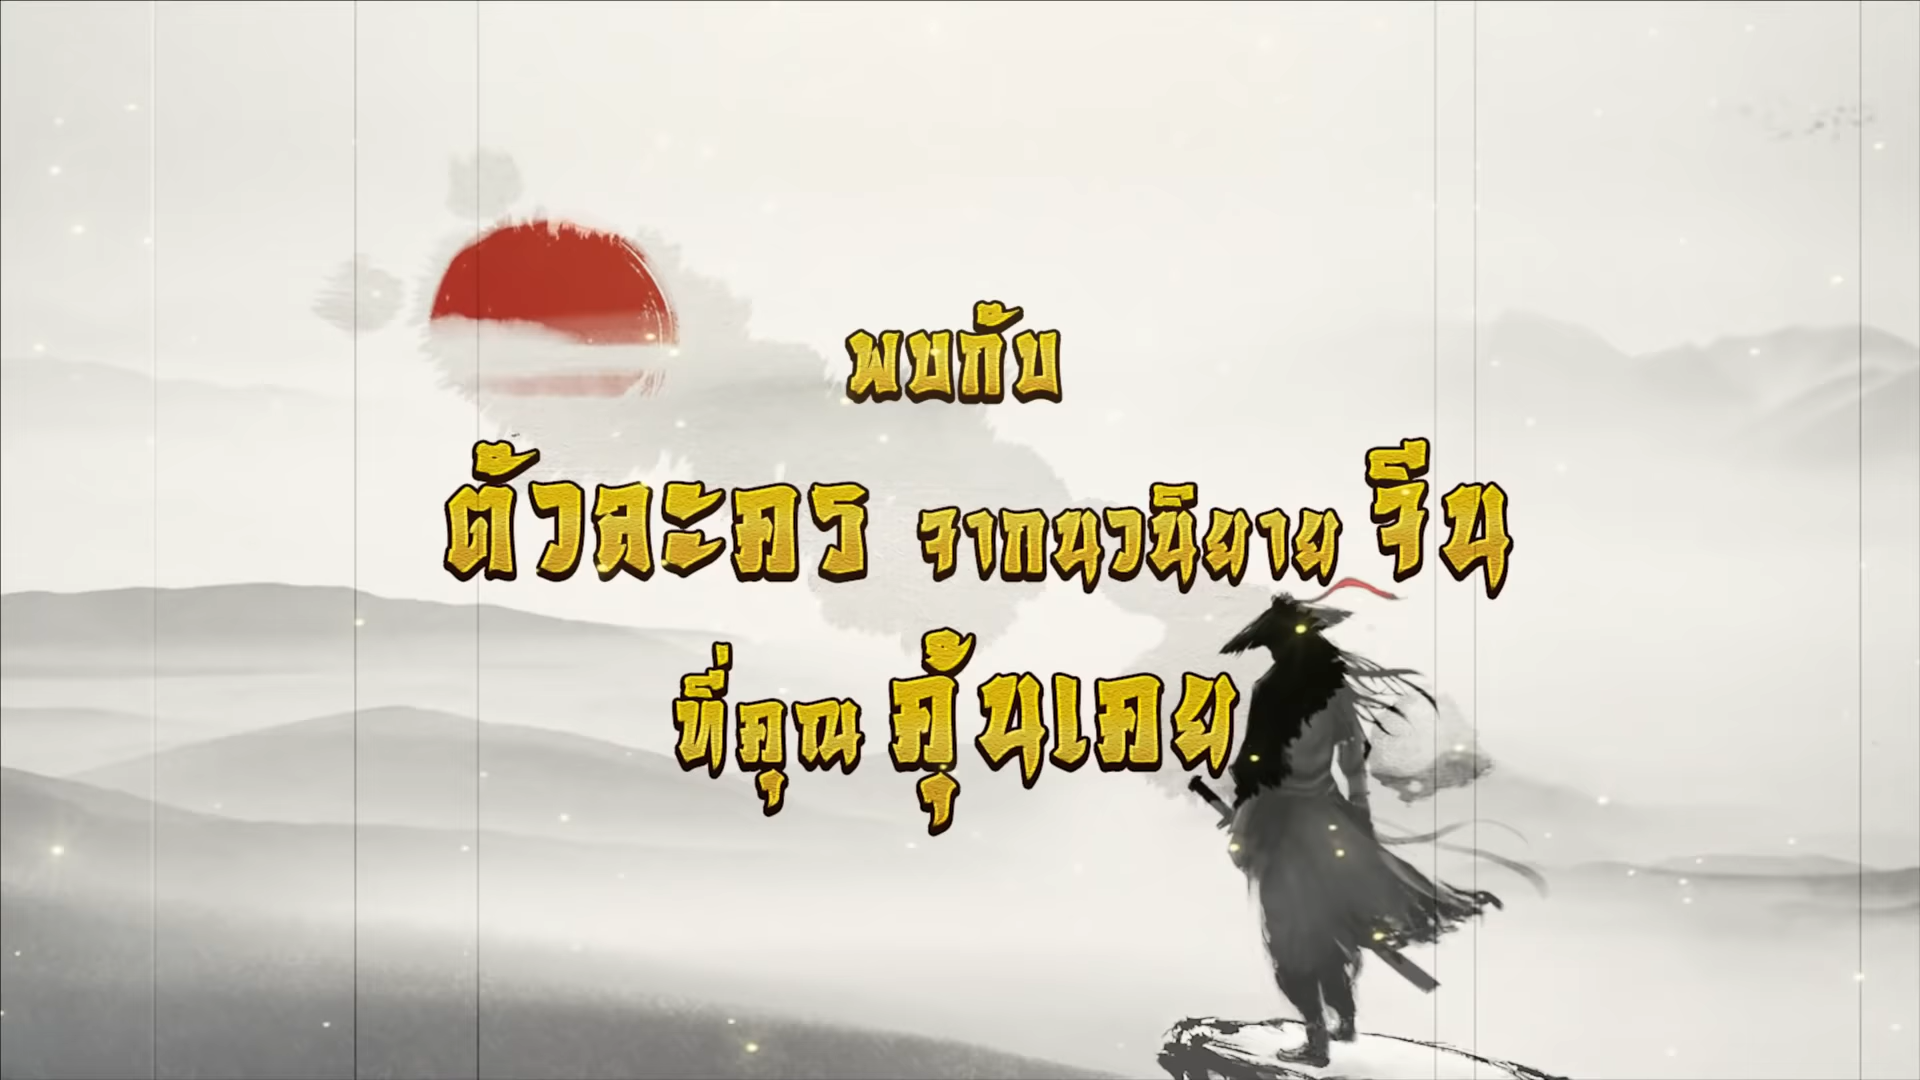 พบกับ
ตัวละคร จากนวนิยาย จีน
ที่คุณ คุ้นเคย